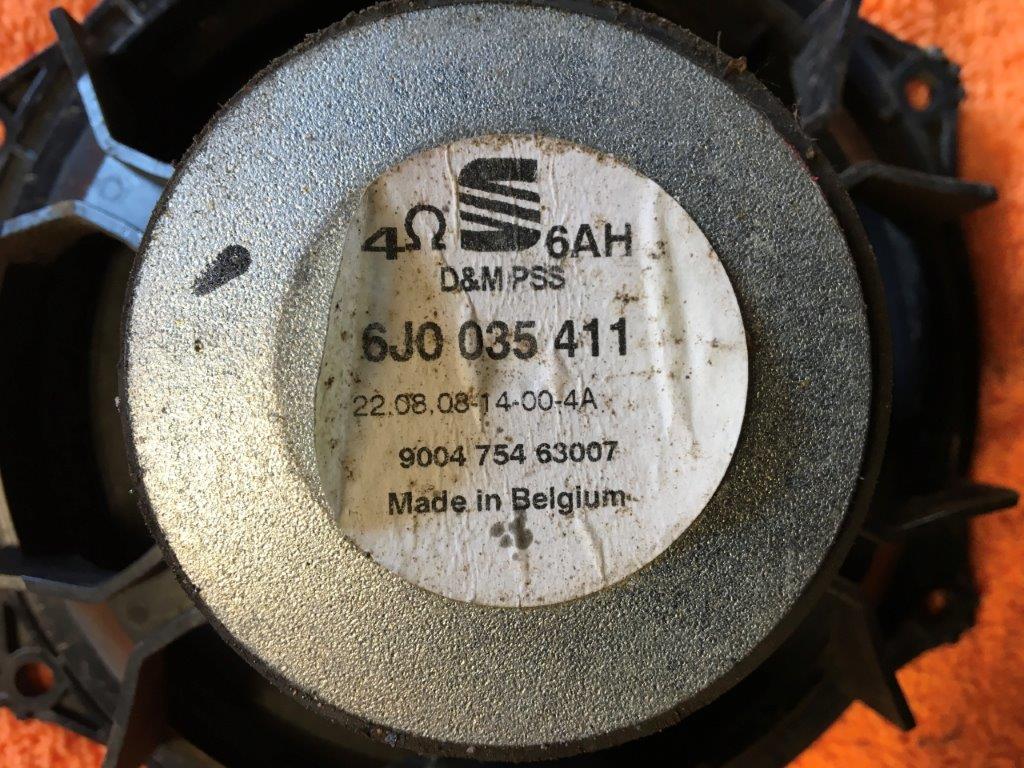 4Ω S 6AH
D&M PSS
6J0 035 411
22.08.08-14-00-4A
9004 754 63007
Made in Belgium